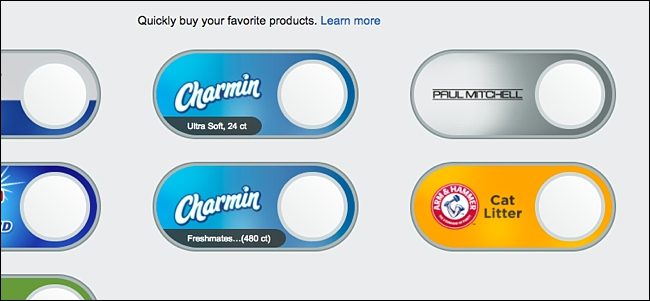 Quickly buy your favorite products. Learn more
Charmin
Ultra Soft, 24 ct
PAUL MITCHELL
Charmin
Freshmates...(480 ct)
ARM & HAMMER
Cat
Litter